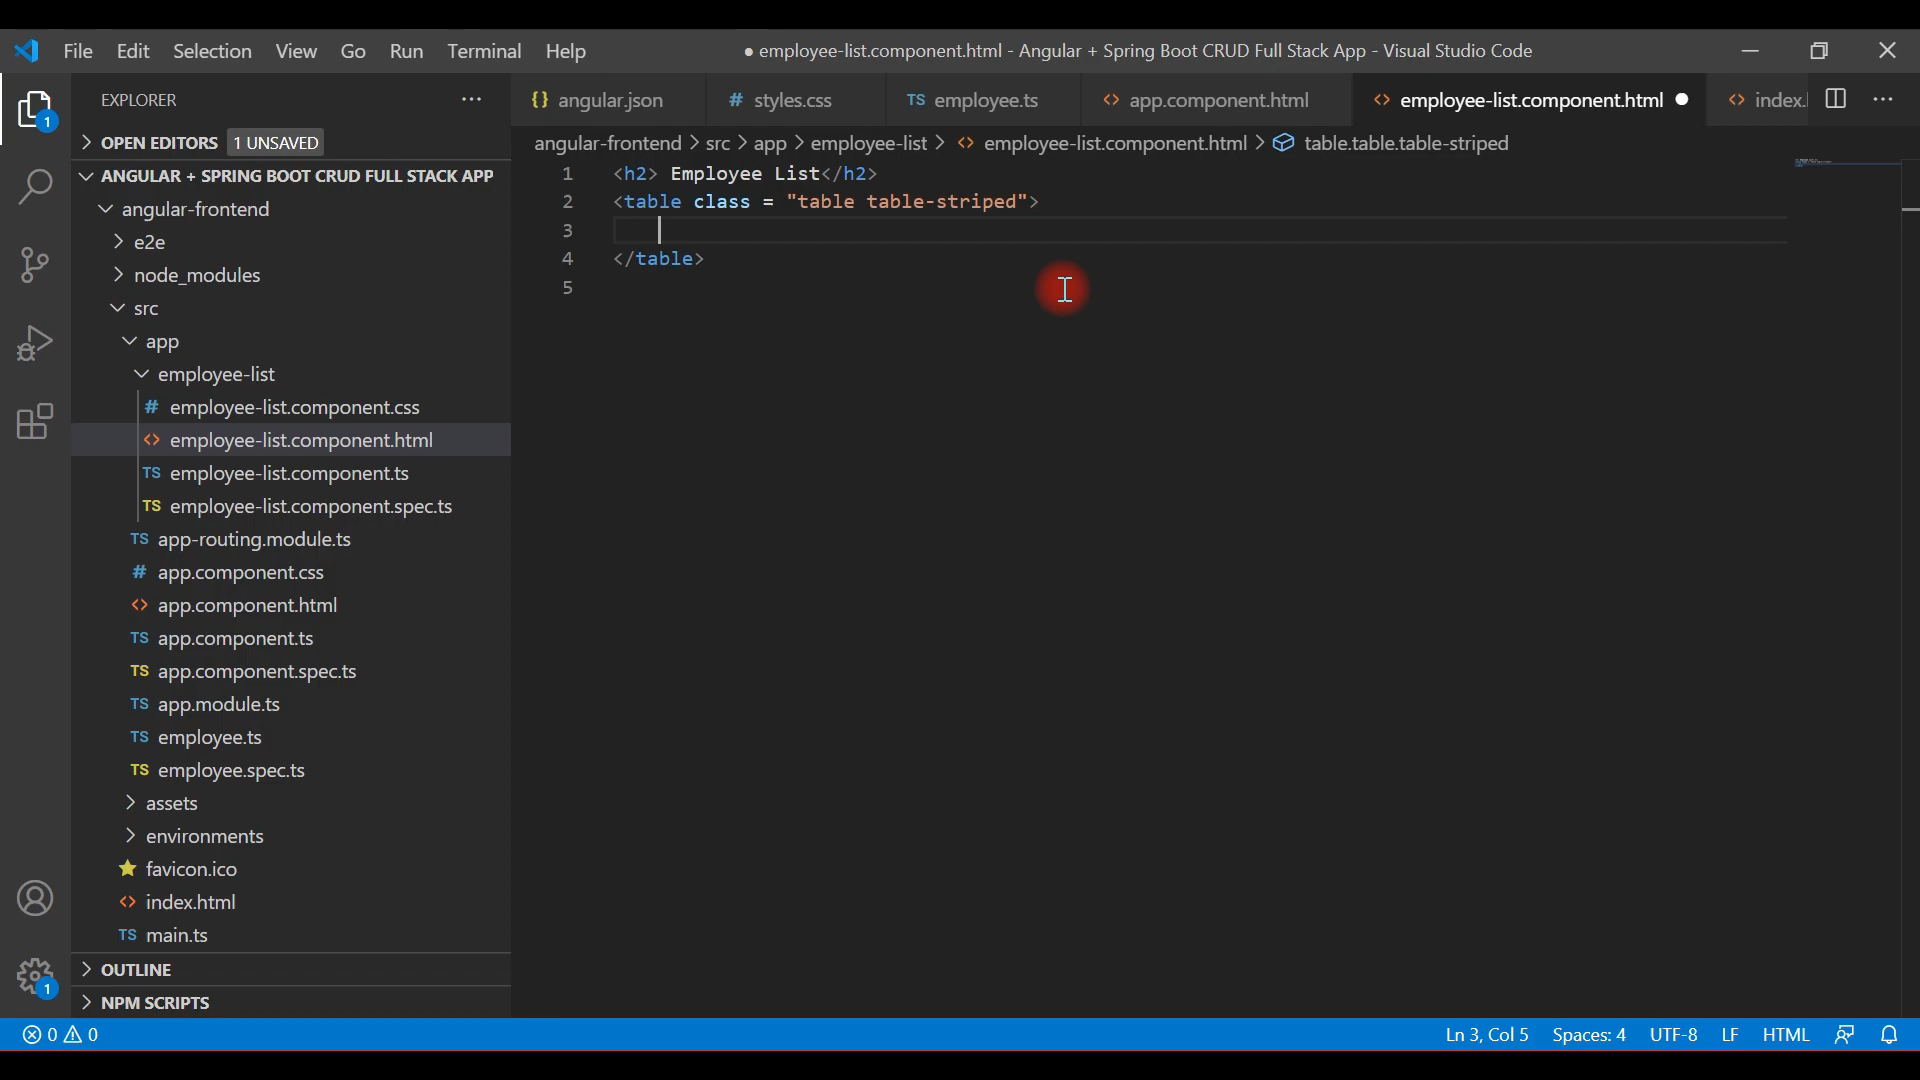 File Edit Selection View Go Run Terminal Help
● employee-list.component.html - Angular + Spring Boot CRUD Full Stack App - Visual Studio Code
EXPLORER
OPEN EDITORS 1 UNSAVED
ANGULAR + SPRING BOOT CRUD FULL STACK APP
angular-frontend
e2e
node_modules
src
app
employee-list
# employee-list.component.css
<> employee-list.component.html
TS employee-list.component.ts
TS employee-list.component.spec.ts
TS app-routing.module.ts
# app.component.css
<> app.component.html
TS app.component.ts
TS app.component.spec.ts
TS app.module.ts
TS employee.ts
TS employee.spec.ts
assets
environments
favicon.ico
<> index.html
TS main.ts
OUTLINE
NPM SCRIPTS
1
1
{} angular.json # styles.css TS employee.ts <> app.component.html <> employee-list.component.html ● <> index.
angular-frontend > src > app > employee-list > <> employee-list.component.html > table.table.table-striped
1 <h2> Employee List</h2>
2 <table class = "table table-striped">
3
4 </table>
5
0 0 Ln 3, Col 5 Spaces: 4 UTF-8 LF HTML